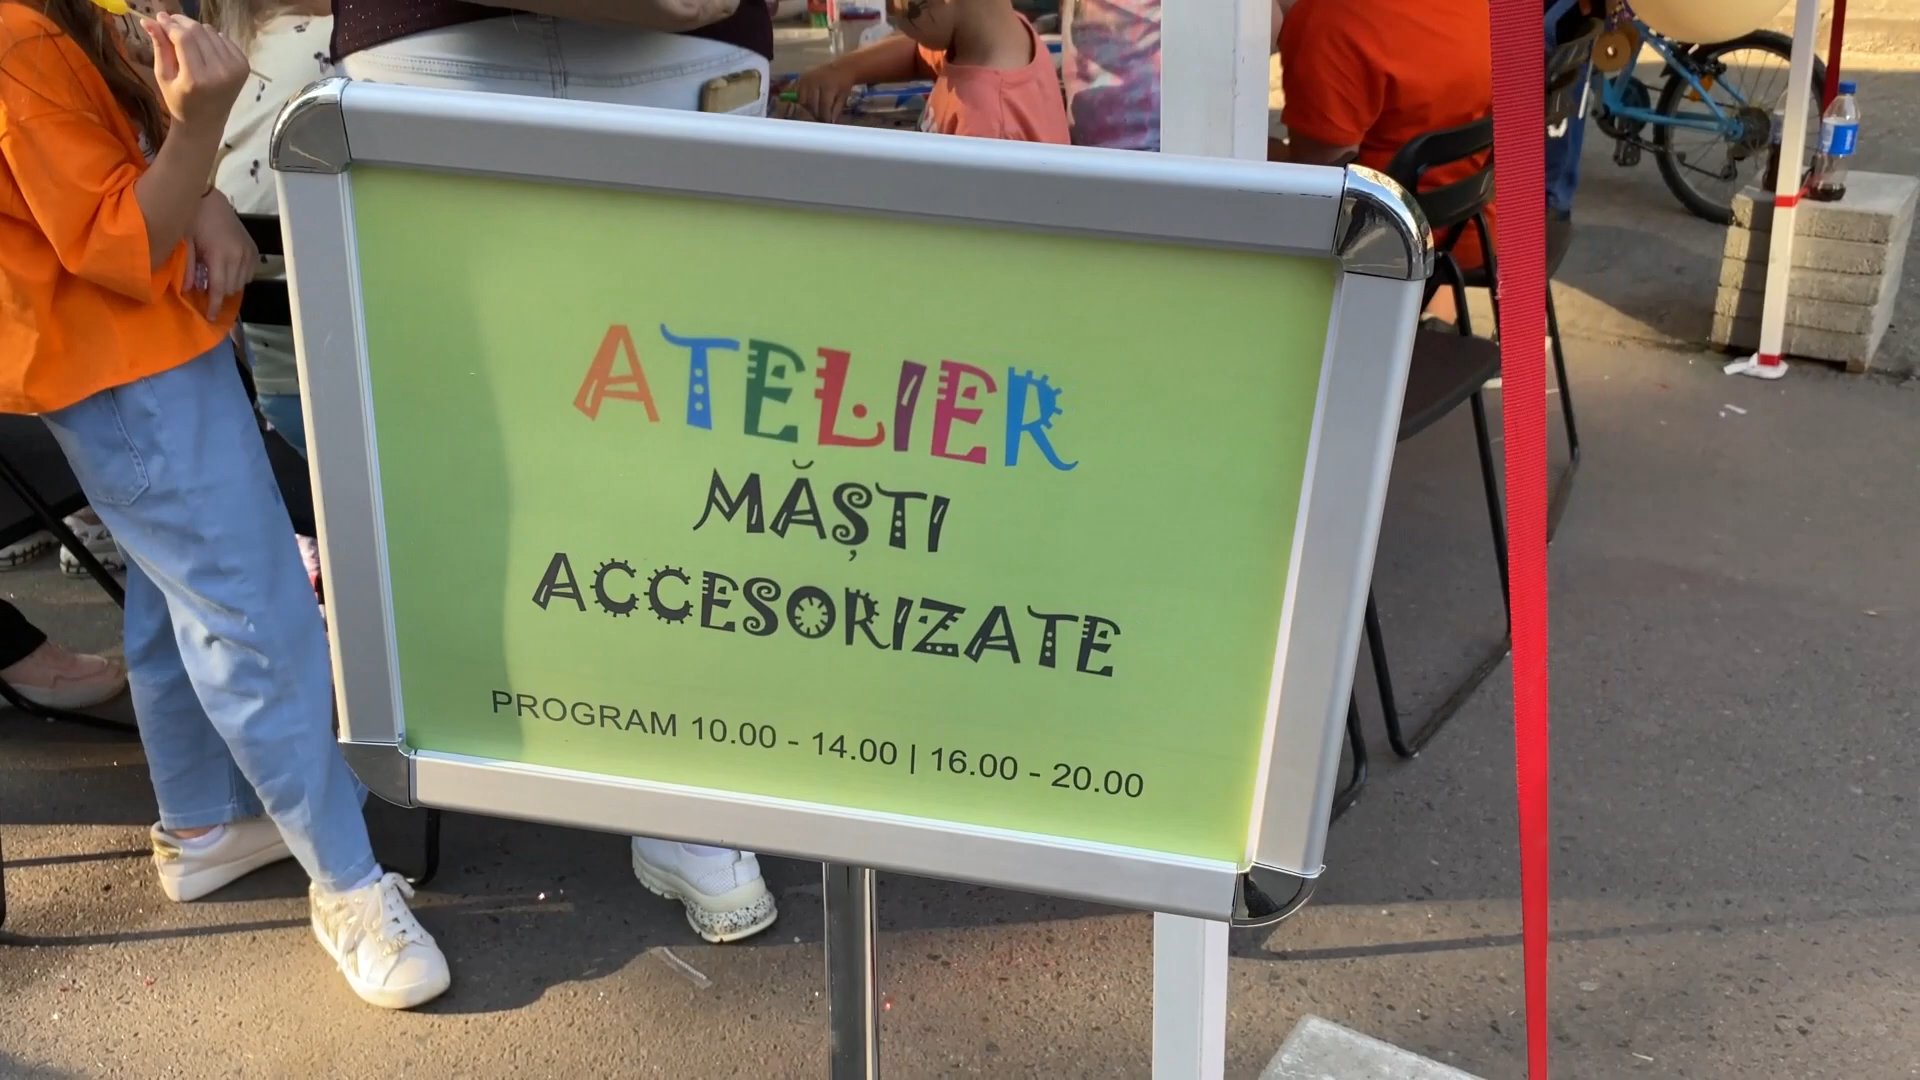 ATELIER
MĂȘTI
ACCESORIZATE
PROGRAM 10.00 - 14.00 | 16.00 - 20.00